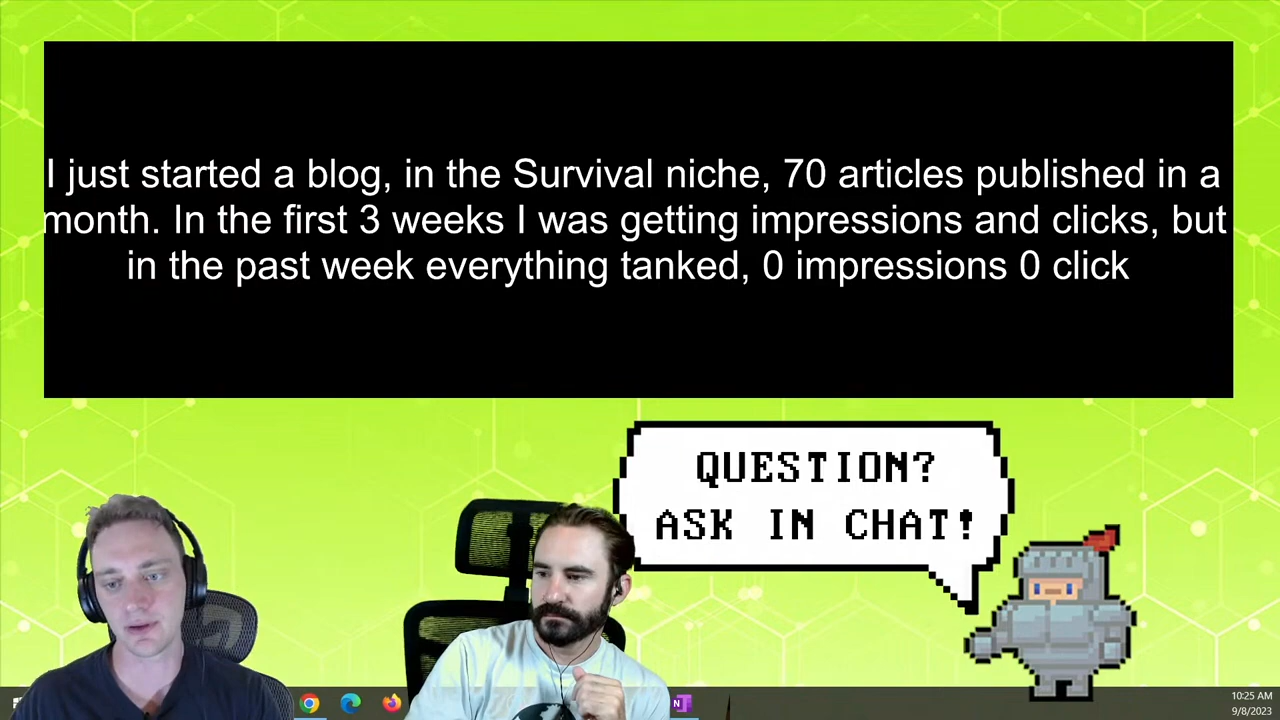 I just started a blog, in the Survival niche, 70 articles published in a
month. In the first 3 weeks I was getting impressions and clicks, but
in the past week everything tanked, 0 impressions 0 click
QUESTION?
ASK IN CHAT!
N
10:25 AM
9/8/2023